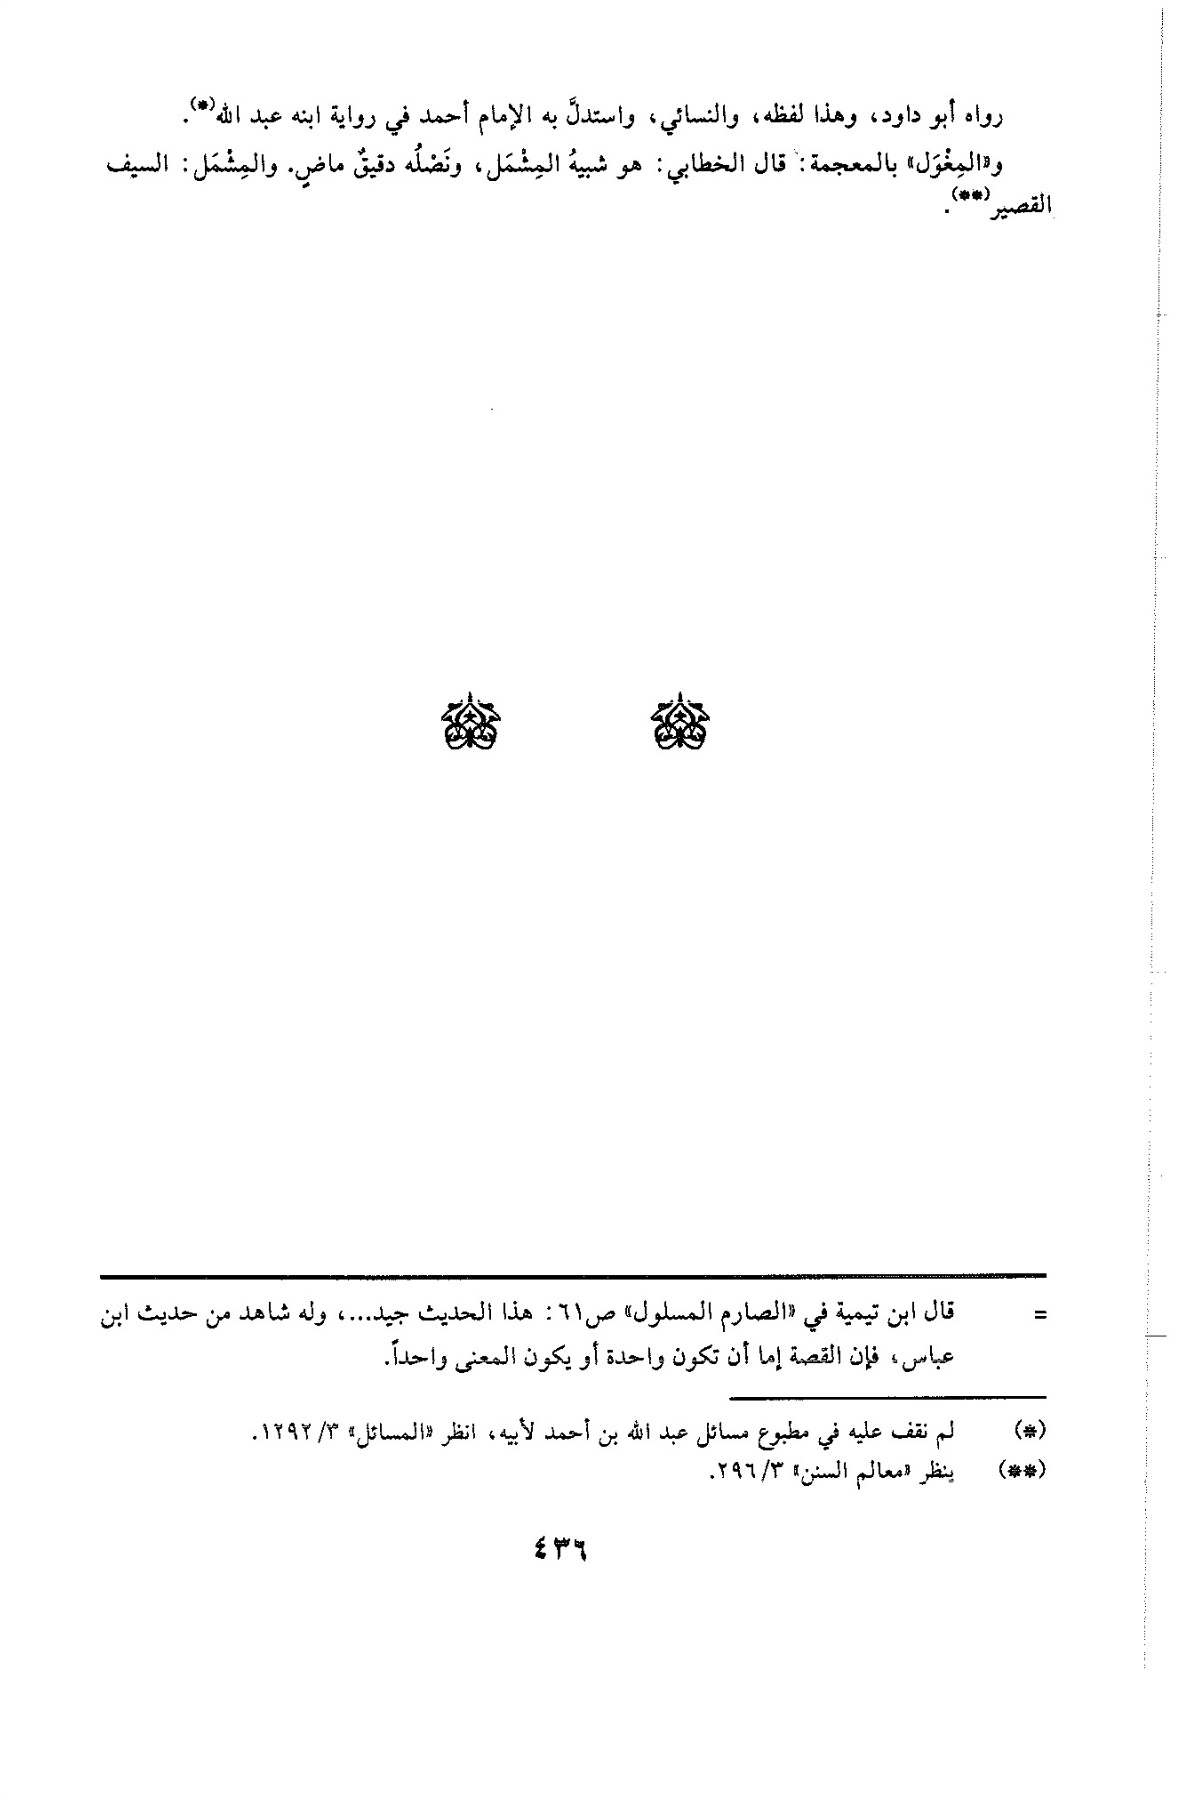 رواه أبو داود، وهذا لفظه، والنسائي، واستدلَّ به الإمام أحمد في رواية ابنه عبد الله(*).
و«المِغْوَل» بالمعجمة: قال الخطابي: هو شبيهُ المِشْمَل، ونَصْلُه دقيقٌ ماضٍ. والمِشْمَل: السيف
القصير(**).
= قال ابن تيمية في «الصارم المسلول» ص٦١: هذا الحديث جيد...، وله شاهد من حديث ابن
عباس، فإن القصة إما أن تكون واحدة أو يكون المعنى واحداً.
(*) لم نقف عليه في مطبوع مسائل عبد الله بن أحمد لأبيه، انظر «المسائل» ٣/ ١٢٩٢.
(**) ينظر «معالم السنن» ٣/ ٢٩٦.
٤٣٦